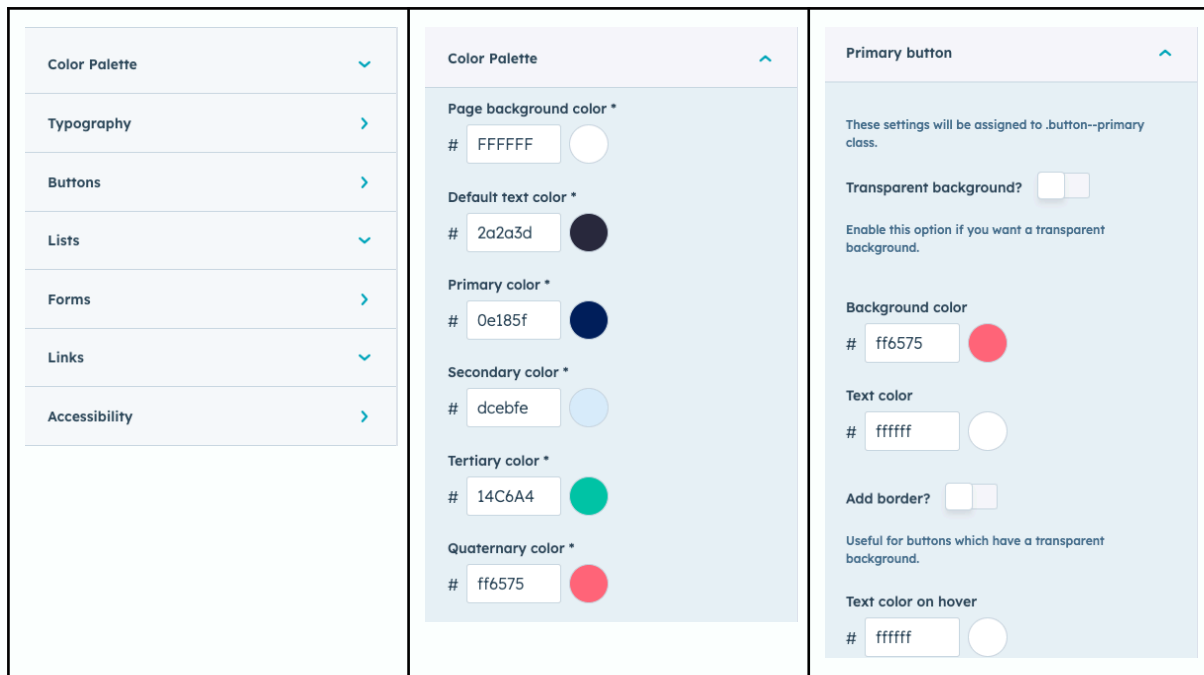 Color Palette
Typography
Buttons
Lists
Forms
Links
Accessibility
Color Palette
Page background color *
# FFFFFF
Default text color *
# 2a2a3d
Primary color *
# 0e185f
Secondary color *
# dcebfe
Tertiary color *
# 14C6A4
Quaternary color *
# ff6575
Primary button
These settings will be assigned to .button--primary
class.
Transparent background?
Enable this option if you want a transparent
background.
Background color
# ff6575
Text color
# ffffff
Add border?
Useful for buttons which have a transparent
background.
Text color on hover
# ffffff